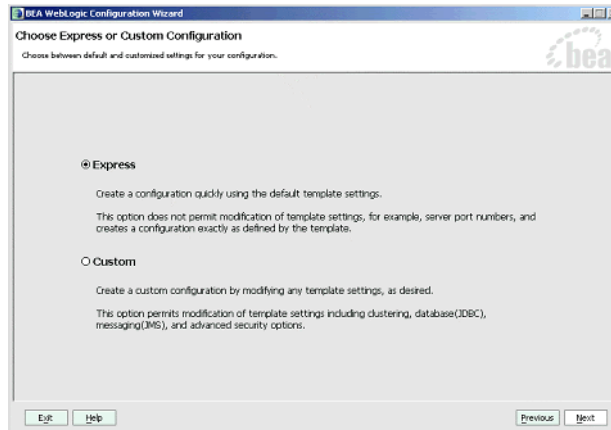 BEA WebLogic Configuration Wizard
Choose Express or Custom Configuration
Choose between default and customized settings for your configuration.
bea
Express
Create a configuration quickly using the default template settings.
This option does not permit modification of template settings, for example, server port numbers, and
creates a configuration exactly as defined by the template.
Custom
Create a custom configuration by modifying any template settings, as desired.
This option permits modification of template settings including clustering, database(JDBC),
messaging(JMS), and advanced security options.
Exit Help Previous Next